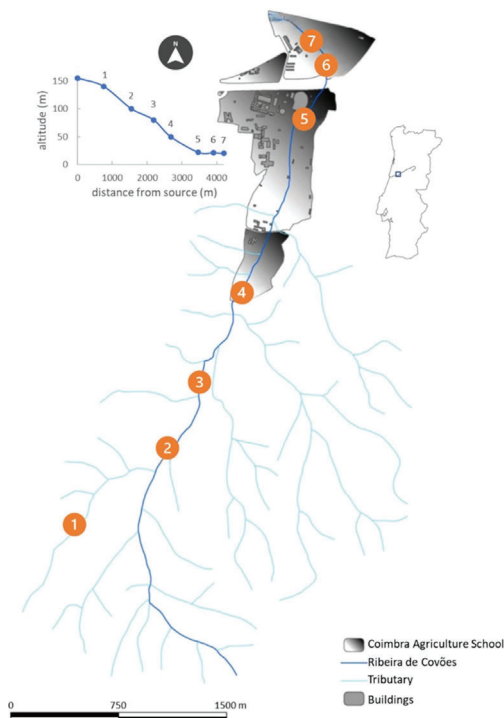 N
7
6
5
4
3
2
1
altitude (m)
150
100
50
0
1
2
3
4
5 6 7
0 1000 2000 3000 4000
distance from source (m)
Coimbra Agriculture School
Ribeira de Covões
Tributary
Buildings
0 750 1500 m